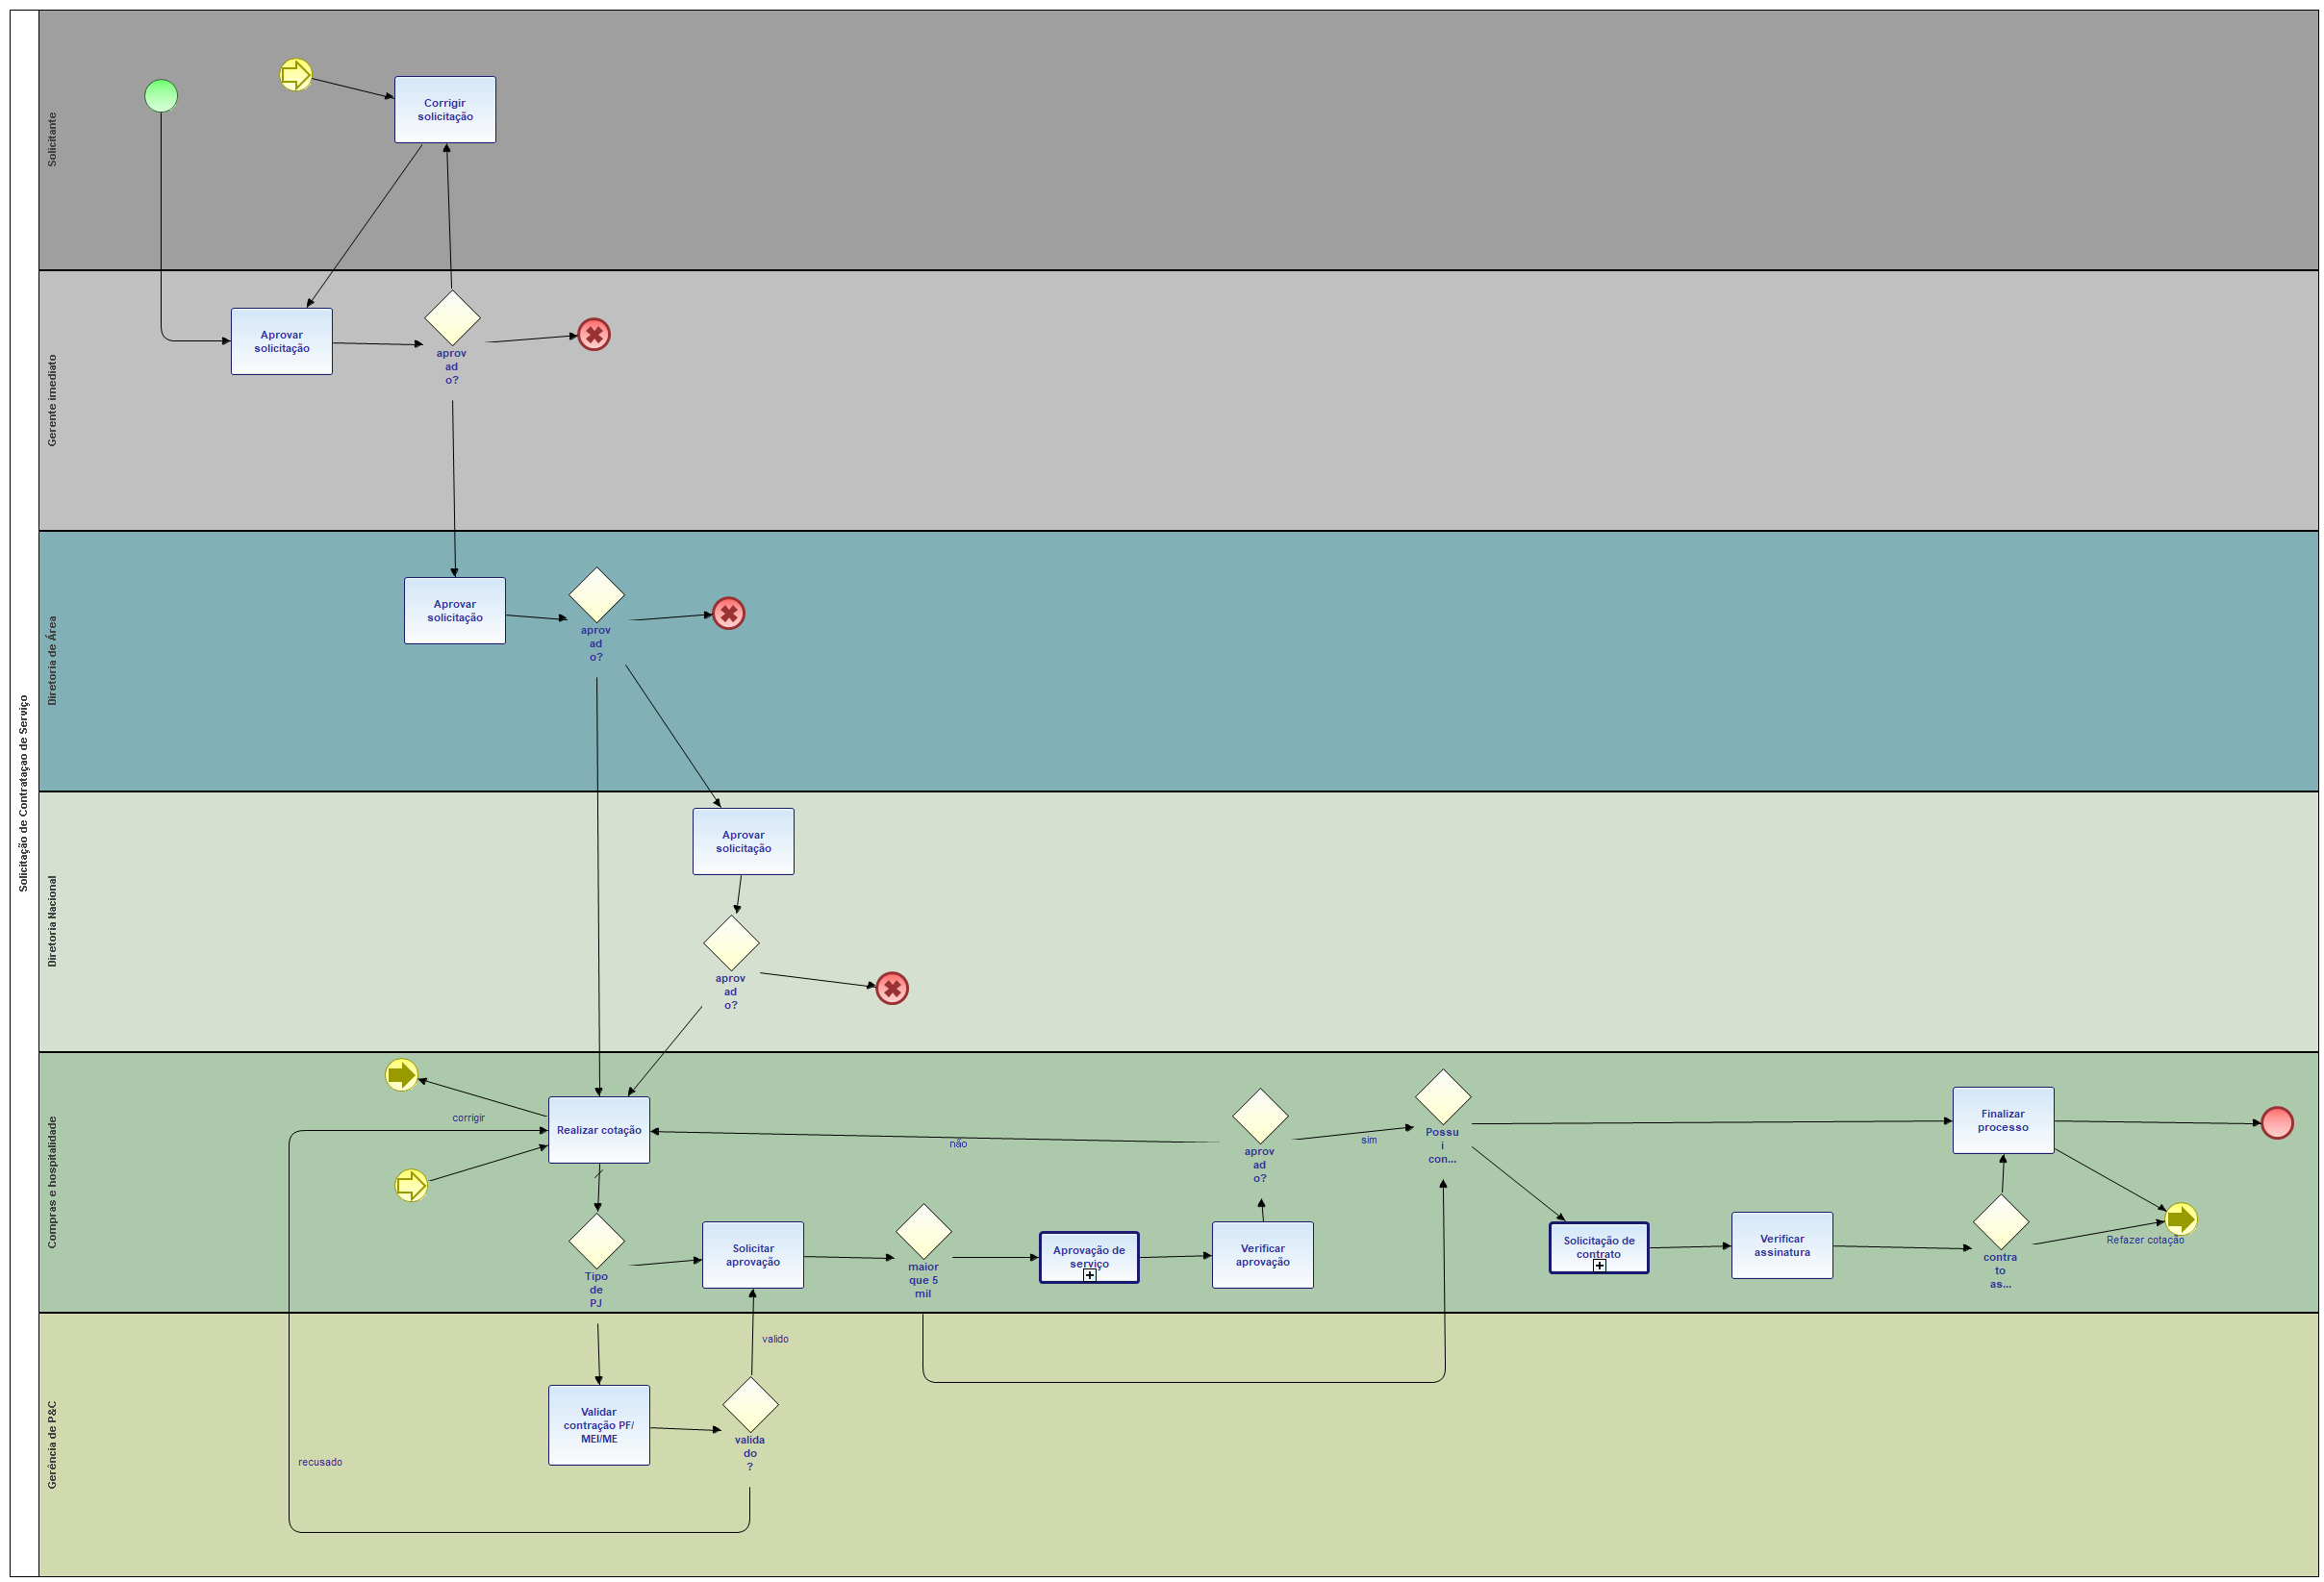 Solicitação de Contrataçao de Serviço
Solicitante
Corrigir
solicitação
Gerente imediato
Aprovar
solicitação
aprov
ad
o?
Diretoria de Área
Aprovar
solicitação
aprov
ad
o?
Diretoria Nacional
Aprovar
solicitação
aprov
ad
o?
Compras e hospitalidade
corrigir
Realizar cotação
não
aprov
ad
o?
sim
Possu
i
con...
Finalizar
processo
Tipo
de
PJ
Solicitar
aprovação
maior
que 5
mil
Aprovação de
serviço
Verificar
aprovação
Solicitação de
contrato
Verificar
assinatura
contra
to
as...
Refazer cotação
Gerência de P&C
valido
Validar
contração PF/
MEI/ME
valida
do
?
recusado